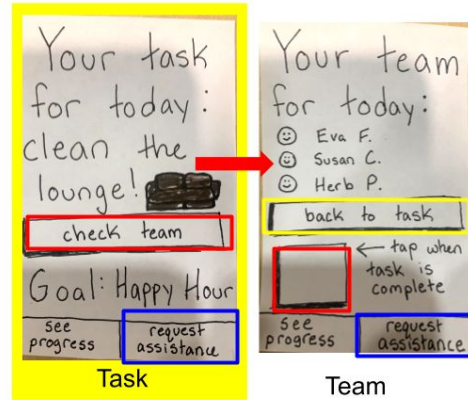 Your task
for today:
clean the
lounge!
check team
Goal: Happy Hour
see
progress
request
assistance
Task
Your team
for today:
Eva F.
Susan C.
Herb P.
back to task
← tap when
task is
complete
see
progress
request
assistance
Team